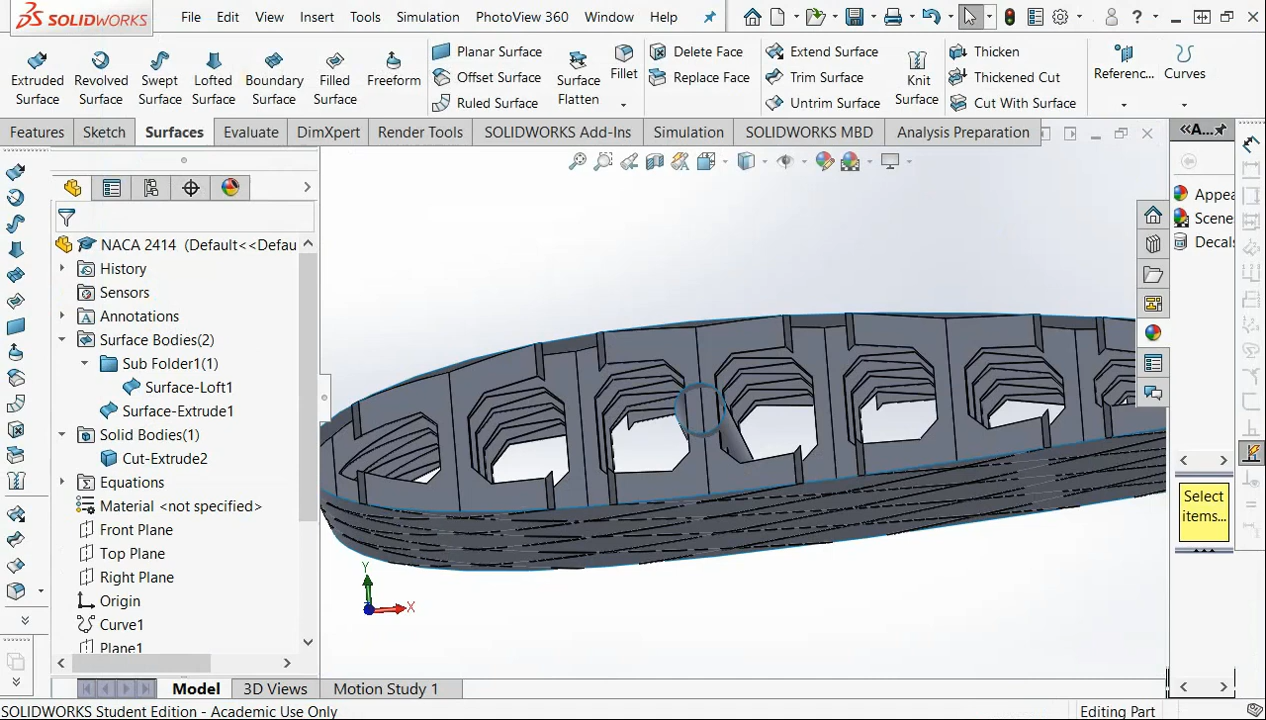 SOLIDWORKS File Edit View Insert Tools Simulation PhotoView 360 Window Help
Extruded Surface
Revolved Surface
Swept Surface
Lofted Surface
Boundary Surface
Filled Surface
Freeform
Planar Surface
Offset Surface
Ruled Surface
Surface Flatten
Fillet
Delete Face
Replace Face
Extend Surface
Trim Surface
Untrim Surface
Knit Surface
Thicken
Thickened Cut
Cut With Surface
Referenc...
Curves
Features Sketch Surfaces Evaluate DimXpert Render Tools SOLIDWORKS Add-Ins Simulation SOLIDWORKS MBD Analysis Preparation
«A...
NACA 2414 (Default<<Defau
History
Sensors
Annotations
Surface Bodies(2)
Sub Folder1(1)
Surface-Loft1
Surface-Extrude1
Solid Bodies(1)
Cut-Extrude2
Equations
Material <not specified>
Front Plane
Top Plane
Right Plane
Origin
Curve1
Plane1
Appea
Scene
Decals
Select
items...
Y
X
Model 3D Views Motion Study 1
SOLIDWORKS Student Edition - Academic Use Only
Editing Part